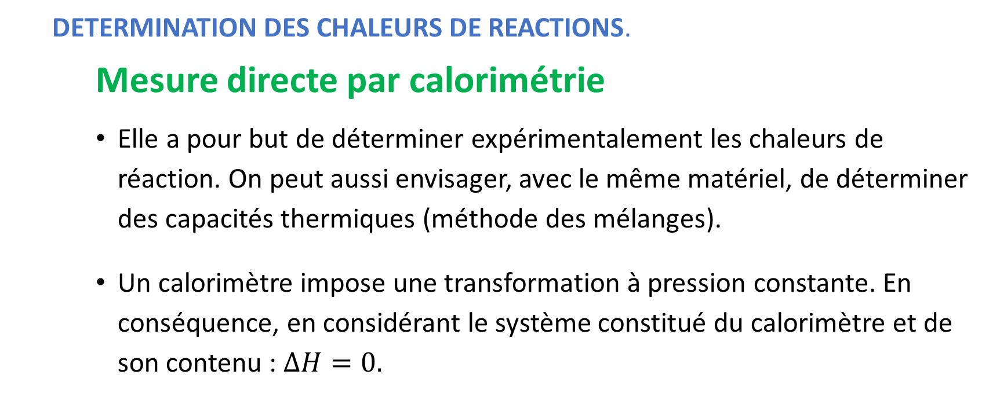 DETERMINATION DES CHALEURS DE REACTIONS.
Mesure directe par calorimétrie
• Elle a pour but de déterminer expérimentalement les chaleurs de
réaction. On peut aussi envisager, avec le même matériel, de déterminer
des capacités thermiques (méthode des mélanges).
• Un calorimètre impose une transformation à pression constante. En
conséquence, en considérant le système constitué du calorimètre et de
son contenu : Δ𝐻 = 0.